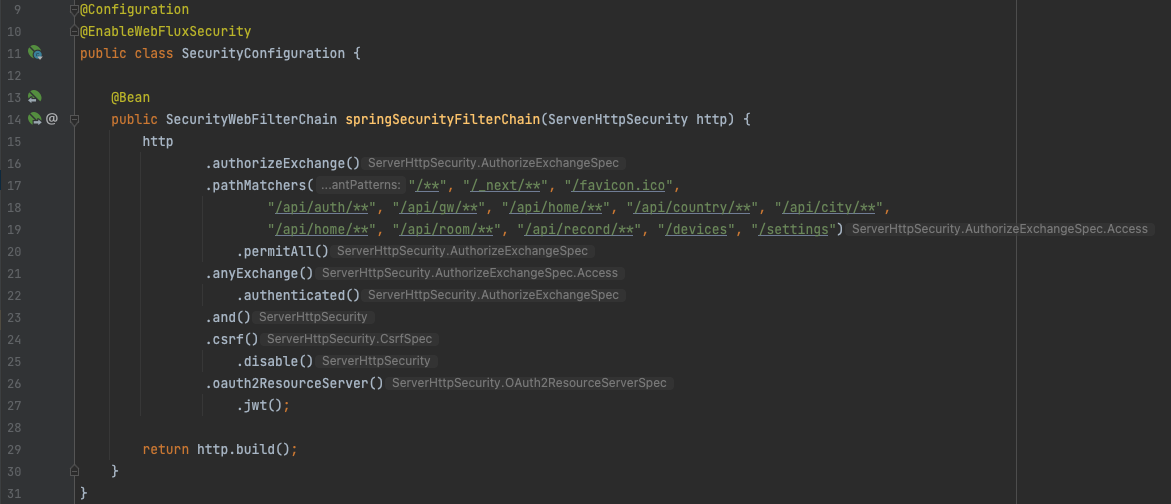 9 @Configuration
10 @EnableWebFluxSecurity
11 public class SecurityConfiguration {
12
13 @Bean
14 @ public SecurityWebFilterChain springSecurityFilterChain(ServerHttpSecurity http) {
15 http
16 .authorizeExchange() ServerHttpSecurity.AuthorizeExchangeSpec
17 .pathMatchers( ...antPatterns: "/**", "/_next/**", "/favicon.ico",
18 "/api/auth/**", "/api/gw/**", "/api/home/**", "/api/country/**", "/api/city/**",
19 "/api/home/**", "/api/room/**", "/api/record/**", "/devices", "/settings") ServerHttpSecurity.AuthorizeExchangeSpec.Access
20 .permitAll() ServerHttpSecurity.AuthorizeExchangeSpec
21 .anyExchange() ServerHttpSecurity.AuthorizeExchangeSpec.Access
22 .authenticated() ServerHttpSecurity.AuthorizeExchangeSpec
23 .and() ServerHttpSecurity
24 .csrf() ServerHttpSecurity.CsrfSpec
25 .disable() ServerHttpSecurity
26 .oauth2ResourceServer() ServerHttpSecurity.OAuth2ResourceServerSpec
27 .jwt();
28
29 return http.build();
30 }
31 }